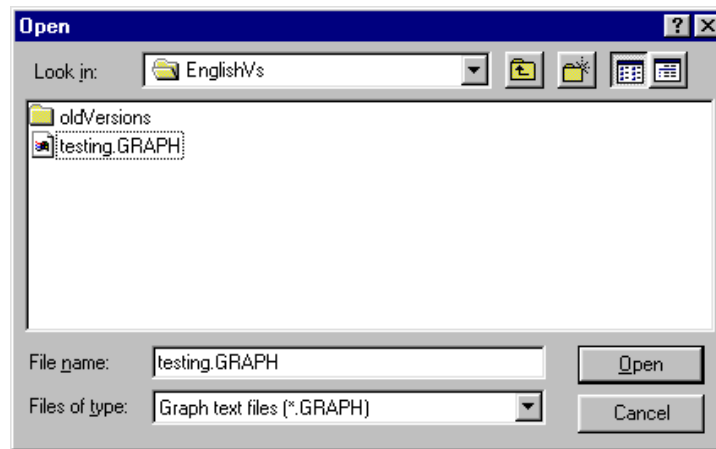 Open
Look in: EnglishVs
oldVersions
testing.GRAPH
File name: testing.GRAPH Open
Files of type: Graph text files (*.GRAPH) Cancel